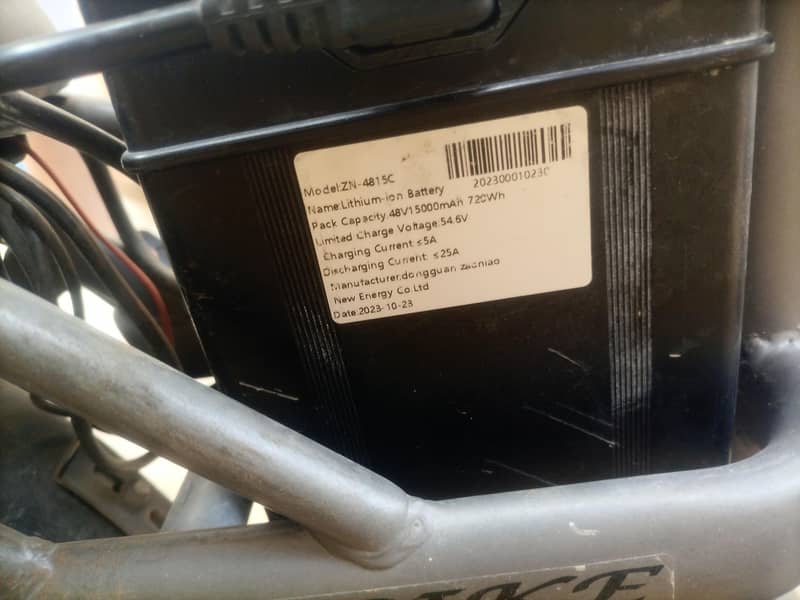 Model:ZN-4815C
20230001023C
Name:Lithium-ion Battery
Pack Capacity:48V15000mAh 720Wh
Limited Charge Voltage:54.6V
Charging Current:≤5A
Discharging Current: ≤25A
Manufacturer:dongguan zaoniao
New Energy Co.Ltd
Date:2023-10-23